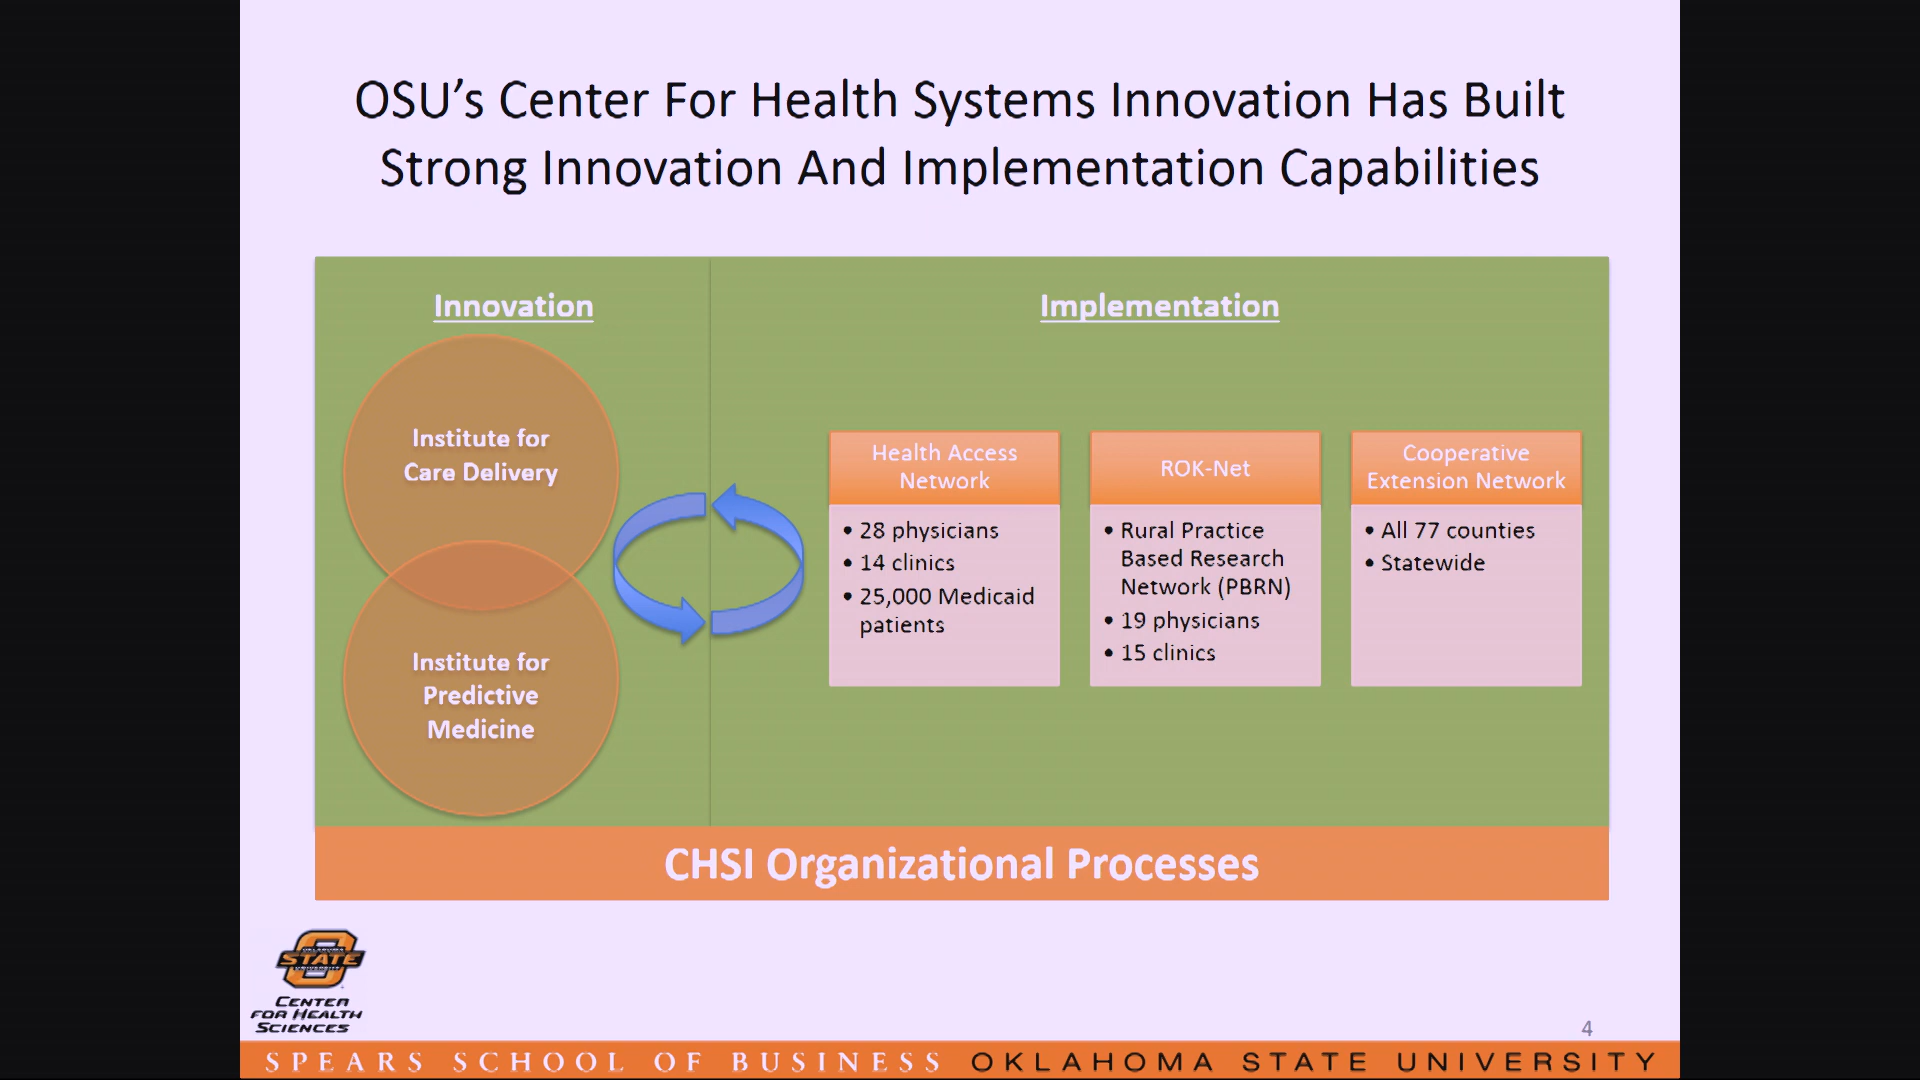 OSU's Center For Health Systems Innovation Has Built
Strong Innovation And Implementation Capabilities
Innovation
Institute for
Care Delivery
Institute for
Predictive
Medicine
Implementation
Health Access
Network
• 28 physicians
• 14 clinics
• 25,000 Medicaid
patients
ROK-Net
• Rural Practice
Based Research
Network (PBRN)
• 19 physicians
• 15 clinics
Cooperative
Extension Network
• All 77 counties
• Statewide
CHSI Organizational Processes
OKLAHOMA
STATE
UNIVERSITY
CENTER
FOR HEALTH
SCIENCES
4
SPEARS SCHOOL OF BUSINESS OKLAHOMA STATE UNIVERSITY